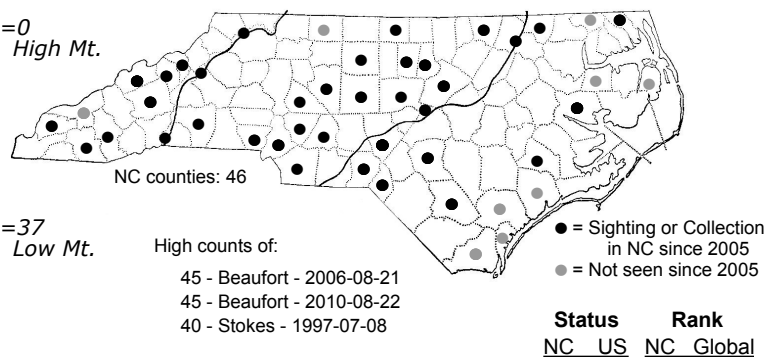 =0
High Mt.
NC counties: 46
=37
Low Mt.
High counts of:
45 - Beaufort - 2006-08-21
45 - Beaufort - 2010-08-22
40 - Stokes - 1997-07-08
● = Sighting or Collection
in NC since 2005
● = Not seen since 2005
Status Rank
NC US NC Global